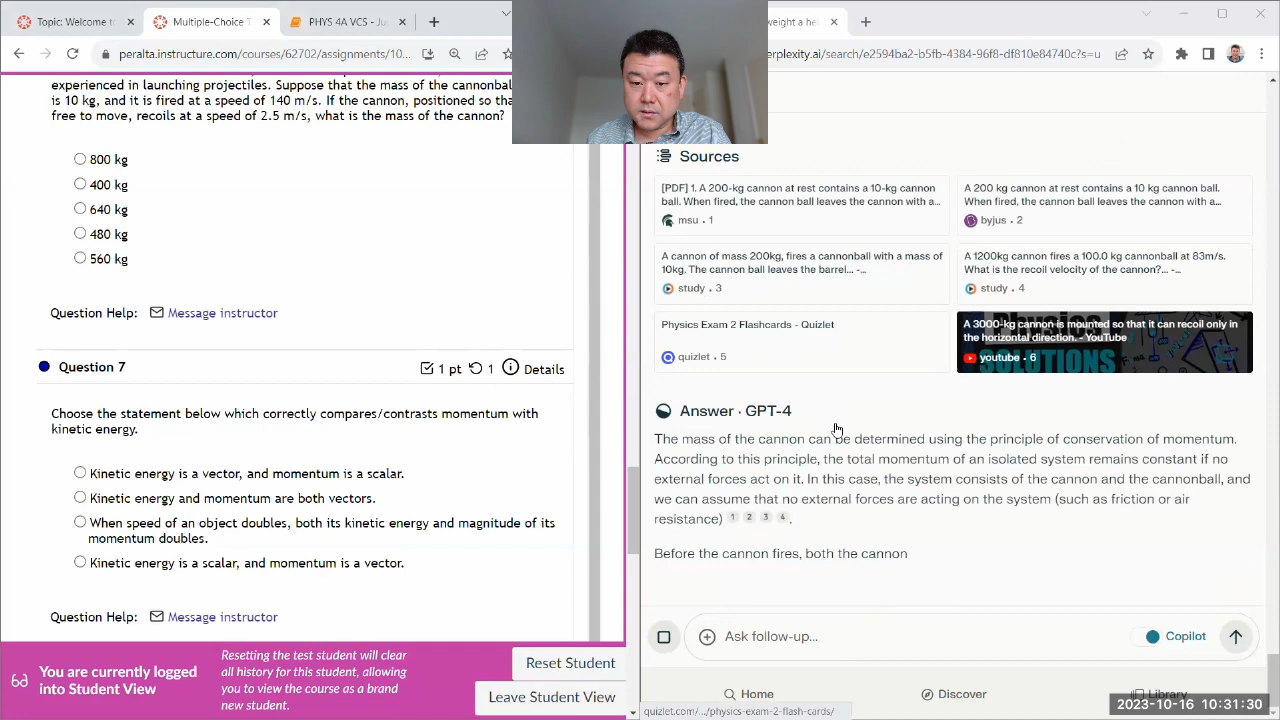 Topic: Welcome to
Multiple-Choice T
PHYS 4A VCS - Ju
weight a he
peralta.instructure.com/courses/62702/assignments/10...
erplexity.ai/search/e2594ba2-b5fb-4384-96f8-df810e84740c?s=u
experienced in launching projectiles. Suppose that the mass of the cannonbal
is 10 kg, and it is fired at a speed of 140 m/s. If the cannon, positioned so tha
free to move, recoils at a speed of 2.5 m/s, what is the mass of the cannon?
800 kg
400 kg
640 kg
480 kg
560 kg
Question Help: Message instructor
Question 7
1 pt 1 Details
Choose the statement below which correctly compares/contrasts momentum with
kinetic energy.
Kinetic energy is a vector, and momentum is a scalar.
Kinetic energy and momentum are both vectors.
When speed of an object doubles, both its kinetic energy and magnitude of its
momentum doubles.
Kinetic energy is a scalar, and momentum is a vector.
Question Help: Message instructor
You are currently logged
into Student View
Resetting the test student will clear
all history for this student, allowing
you to view the course as a brand
new student.
Reset Student
Leave Student View
Sources
[PDF] 1. A 200-kg cannon at rest contains a 10-kg cannon
ball. When fired, the cannon ball leaves the cannon with a...
msu · 1
A 200 kg cannon at rest contains a 10 kg cannon ball.
When fired, the cannon ball leaves the cannon with a...
byjus · 2
A cannon of mass 200kg, fires a cannonball with a mass of
10kg. The cannon ball leaves the barrel... -...
study · 3
A 1200kg cannon fires a 100.0 kg cannonball at 83m/s.
What is the recoil velocity of the cannon?... -...
study · 4
Physics Exam 2 Flashcards - Quizlet
quizlet · 5
A 3000-kg cannon is mounted so that it can recoil only in
the horizontal direction. - YouTube
youtube · 6
Answer · GPT-4
The mass of the cannon can be determined using the principle of conservation of momentum.
According to this principle, the total momentum of an isolated system remains constant if no
external forces act on it. In this case, the system consists of the cannon and the cannonball, and
we can assume that no external forces are acting on the system (such as friction or air
resistance) 1 2 3 4 .
Before the cannon fires, both the cannon
Ask follow-up...
Copilot
Home
Discover
Library
quizlet.com/.../physics-exam-2-flash-cards/
2023-10-16 10:31:30